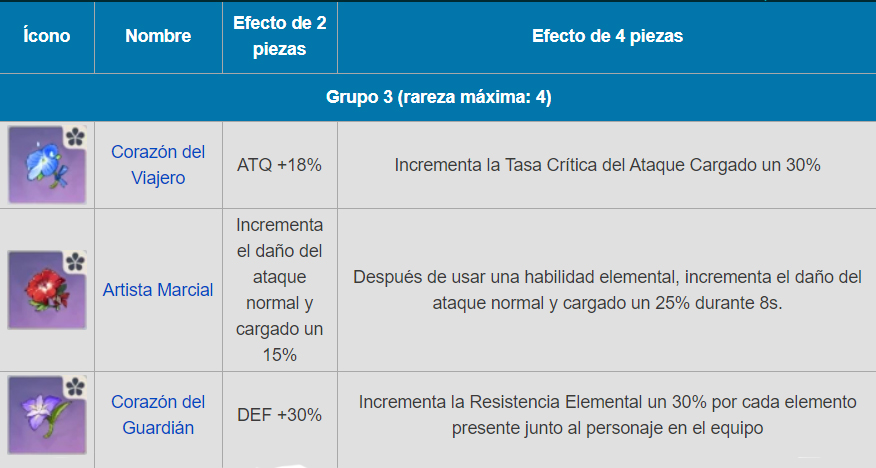 Ícono
Nombre
Efecto de 2
piezas
Efecto de 4 piezas
Grupo 3 (rareza máxima: 4)
Corazón del
Viajero
ATQ +18%
Incrementa la Tasa Crítica del Ataque Cargado un 30%
Artista Marcial
Incrementa
el daño del
ataque
normal y
cargado un
15%
Después de usar una habilidad elemental, incrementa el daño del
ataque normal y cargado un 25% durante 8s.
Corazón del
Guardián
DEF +30%
Incrementa la Resistencia Elemental un 30% por cada elemento
presente junto al personaje en el equipo